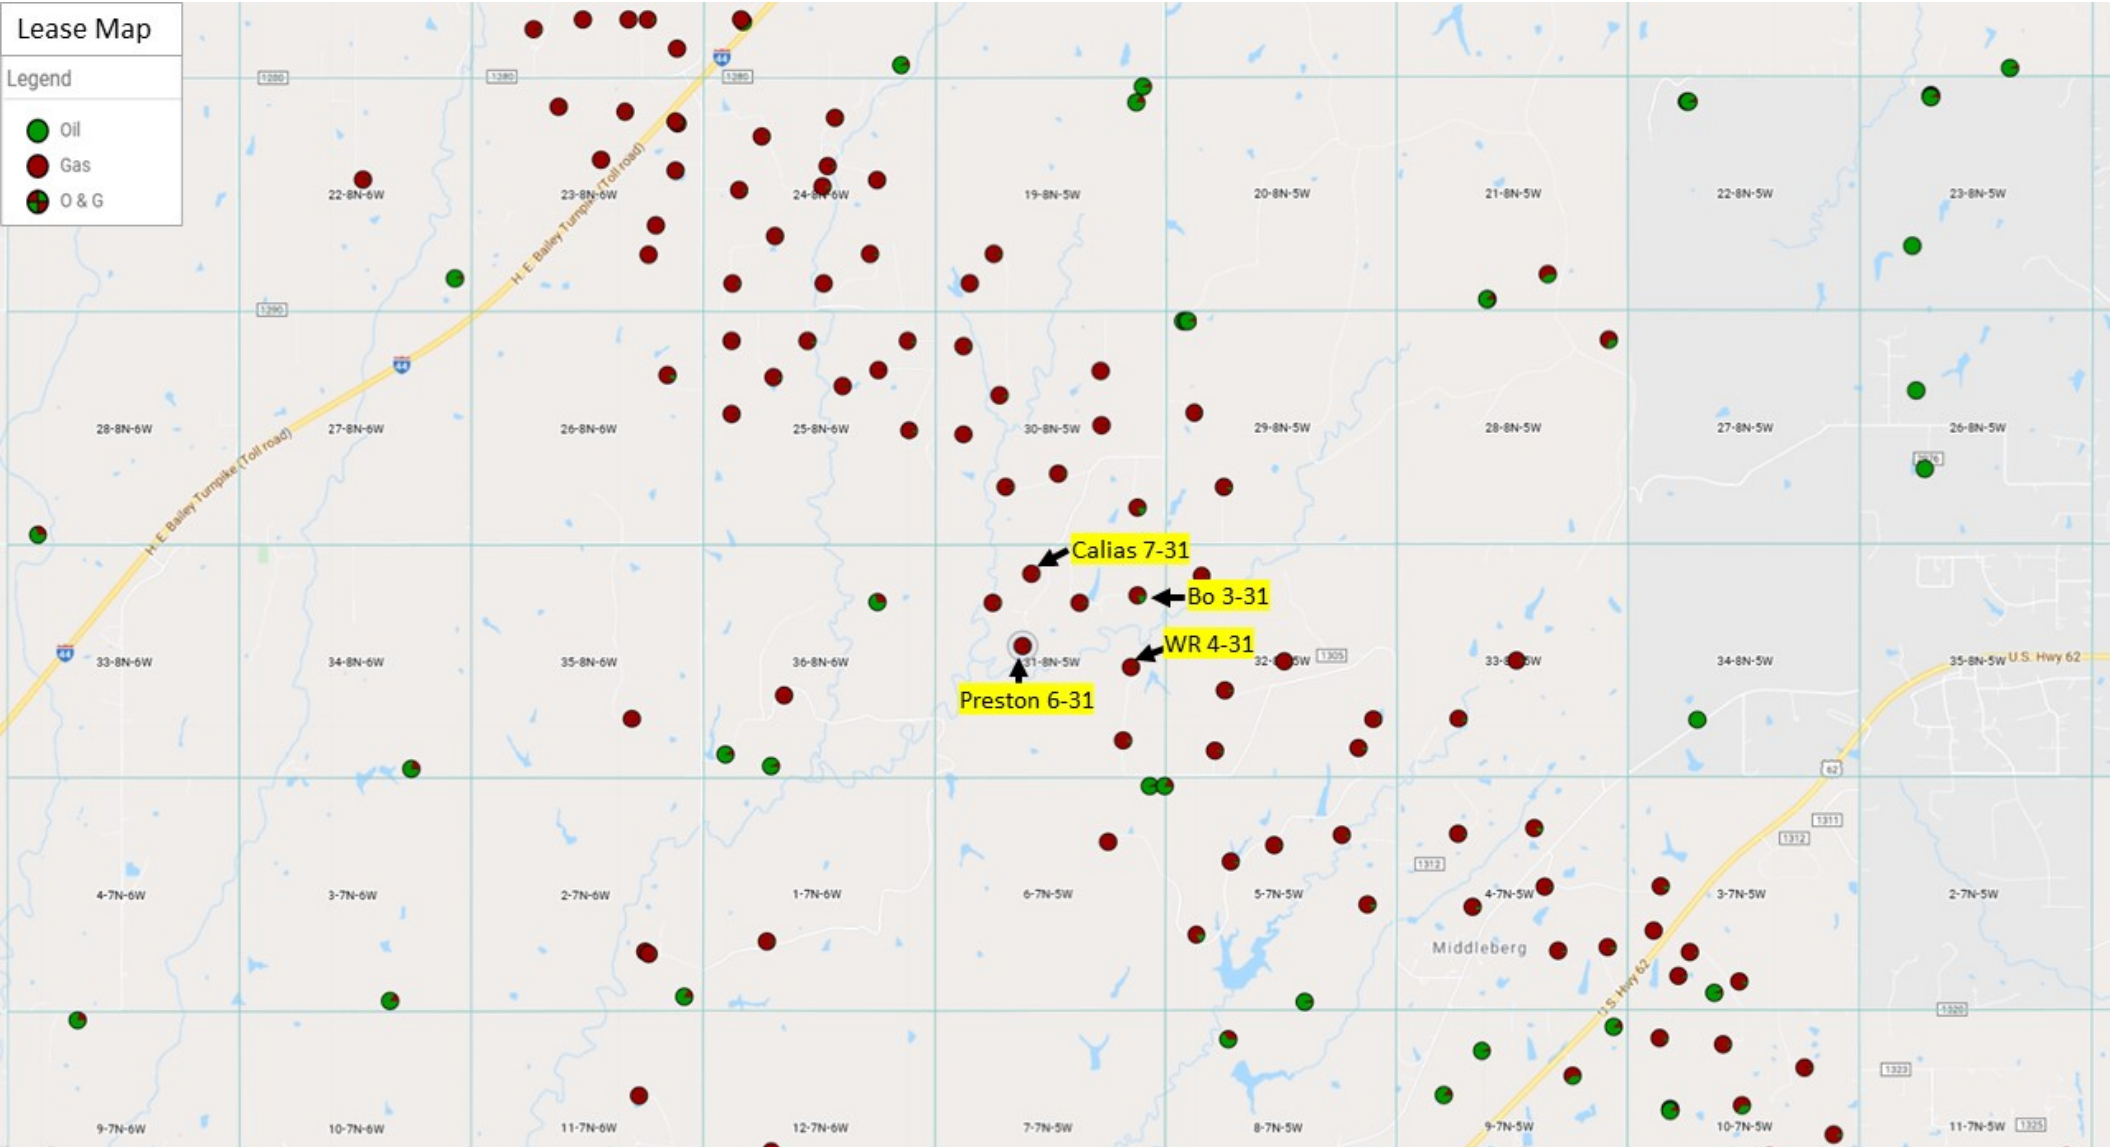 Lease Map
Legend
Oil
Gas
O & G
44
1280
1280
1280
H. E. Bailey Turnpike (Toll road)
22-8N-6W
23-8N-6W
24-8N-6W
19-8N-5W
20-8N-5W
21-8N-5W
22-8N-5W
23-8N-5W
1290
44
28-8N-6W
27-8N-6W
26-8N-6W
25-8N-6W
30-8N-5W
29-8N-5W
28-8N-5W
27-8N-5W
26-8N-5W
H. E. Bailey Turnpike (Toll road)
Calias 7-31
Bo 3-31
WR 4-31
Preston 6-31
44
33-8N-6W
34-8N-6W
35-8N-6W
36-8N-6W
31-8N-5W
1305
34-8N-5W
35-8N-5W
U.S. Hwy 62
62
1311
1312
1312
4-7N-6W
3-7N-6W
2-7N-6W
1-7N-6W
6-7N-5W
5-7N-5W
4-7N-5W
3-7N-5W
2-7N-5W
Middleberg
U.S. Hwy 62
1320
1323
9-7N-6W
10-7N-6W
11-7N-6W
12-7N-6W
7-7N-5W
8-7N-5W
9-7N-5W
10-7N-5W
11-7N-5W
1325